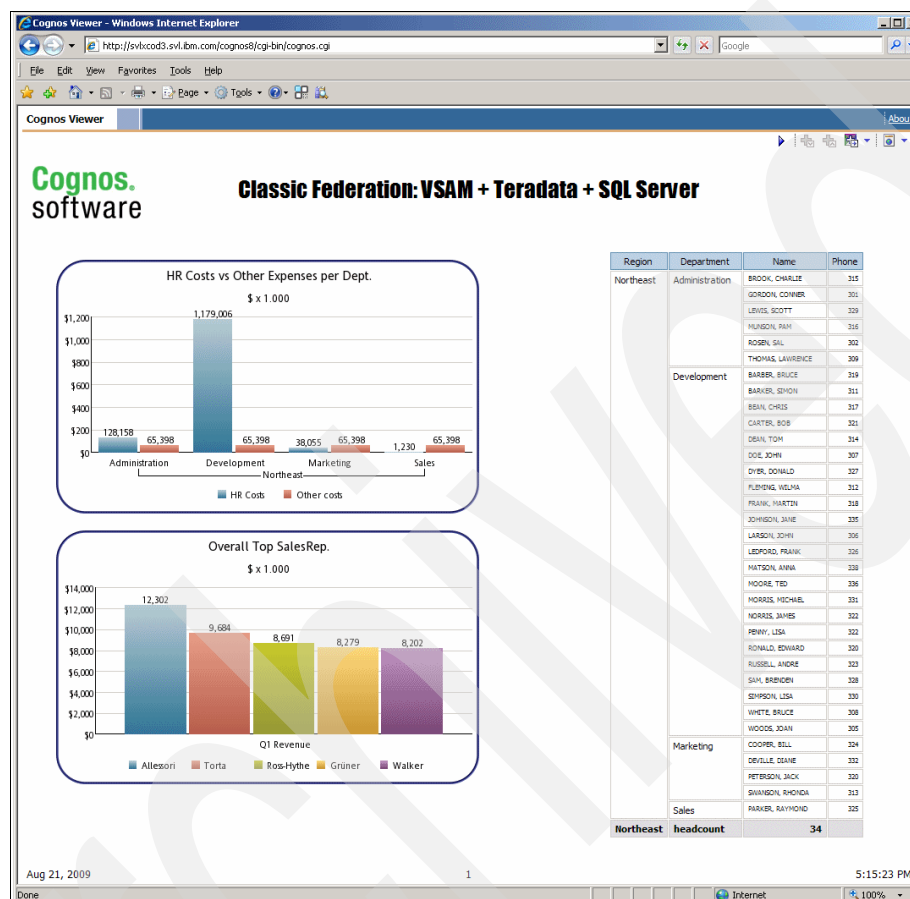 Cognos Viewer - Windows Internet Explorer
http://svlxcod3.svl.ibm.com/cognos8/cgi-bin/cognos.cgi
Google
File Edit View Favorites Tools Help
Page Tools
Cognos Viewer
Abou
Cognos.
software
Classic Federation: VSAM + Teradata + SQL Server
HR Costs vs Other Expenses per Dept.
$ x 1.000
$1,200
$1,000
$800
$600
$400
$200
$0
128,158 65,398 1,179,006 65,398 38,055 65,398 1,230 65,398
Administration Development Marketing Sales
Northeast
HR Costs Other costs
Overall Top SalesRep.
$ x 1.000
$14,000
$12,000
$10,000
$8,000
$6,000
$4,000
$2,000
$0
12,302 9,684 8,691 8,279 8,202
Q1 Revenue
Allessori Torta Ross-Hythe Grüner Walker
Region Department Name Phone
Northeast Administration BROOK, CHARLIE 315
GORDON, CONNER 301
LEWIS, SCOTT 329
MUNSON, PAM 316
ROSEN, SAL 302
THOMAS, LAWRENCE 309
Development BARBER, BRUCE 319
BARKER, SIMON 311
BEAN, CHRIS 317
CARTER, BOB 321
DEAN, TOM 314
DOE, JOHN 307
DYER, DONALD 327
FLEMING, WILMA 312
FRANK, MARTIN 318
JOHNSON, JANE 335
LARSON, JOHN 306
LEDFORD, FRANK 326
MATSON, ANNA 338
MOORE, TED 336
MORRIS, MICHAEL 331
NORRIS, JAMES 322
PENNY, LISA 322
RONALD, EDWARD 320
RUSSELL, ANDRE 323
SAM, BRENDEN 328
SIMPSON, LISA 330
WHITE, BRUCE 308
WOODS, JOAN 305
Marketing COOPER, BILL 324
DEVILLE, DIANE 332
PETERSON, JACK 320
SWANSON, RHONDA 313
Sales PARKER, RAYMOND 325
Northeast headcount 34
Aug 21, 2009 1 5:15:23 PM
Done Internet 100%